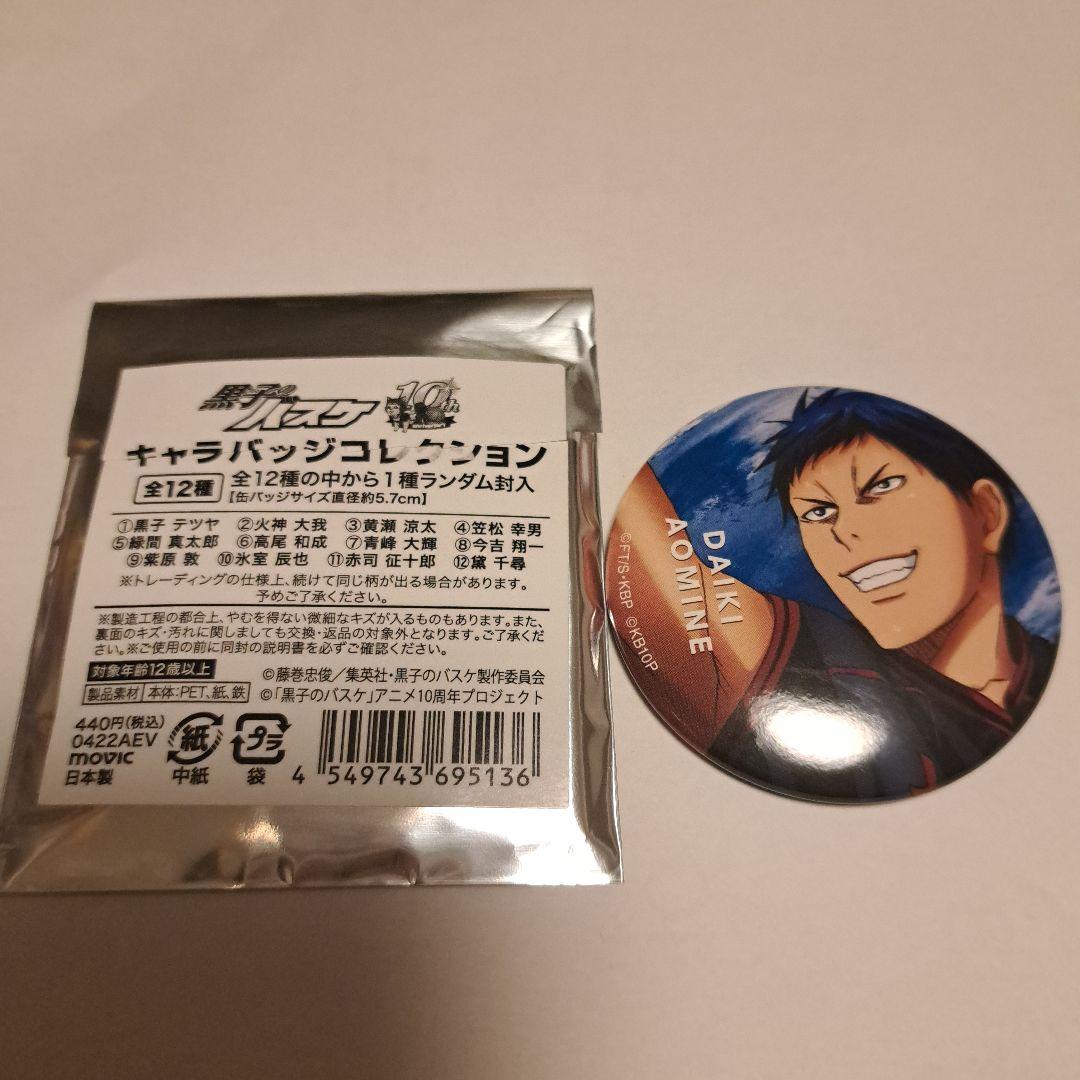 黒子のバスケ 10th
anniversary
キャラバッジコレクション
全12種 全12種の中から1種ランダム封入
【缶バッジサイズ直径約5.7cm】
①黒子 テツヤ ②火神 大我 ③黄瀬 涼太 ④笠松 幸男
⑤緑間 真太郎 ⑥高尾 和成 ⑦青峰 大輝 ⑧今吉 翔一
⑨紫原 敦 ⑩氷室 辰也 ⑪赤司 征十郎 ⑫黛 千尋
※トレーディングの仕様上、続けて同じ柄が出る場合があります。
予めご了承ください。
※製造工程の都合上、やむを得ない微細なキズが入るものもあります。また、
裏面のキズ・汚れに関しましても交換・返品の対象外となります。ご了承くだ
さい。※ご使用の前に同封の説明書を必ずご確認ください。
対象年齢12歳以上 ©藤巻忠俊／集英社・黒子のバスケ製作委員会
製品素材 本体:PET、紙、鉄 ©「黒子のバスケ」アニメ10周年プロジェクト
440円(税込)
0422AEV
movic
日本製
紙
中紙
プラ
袋
4 549743 695136
DAIKI
AOMINE
©FT/S・KBP ©KB10P